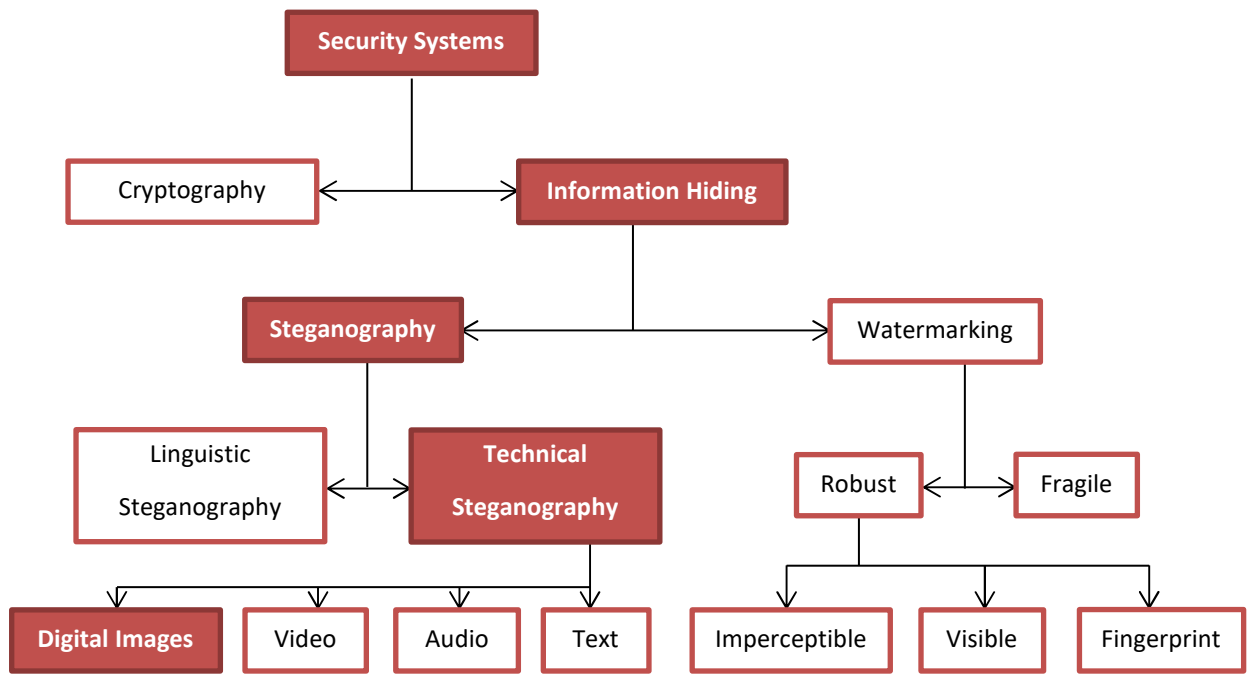 Security Systems
Cryptography
Information Hiding
Steganography
Watermarking
Linguistic
Steganography
Technical
Steganography
Robust
Fragile
Digital Images
Video
Audio
Text
Imperceptible
Visible
Fingerprint